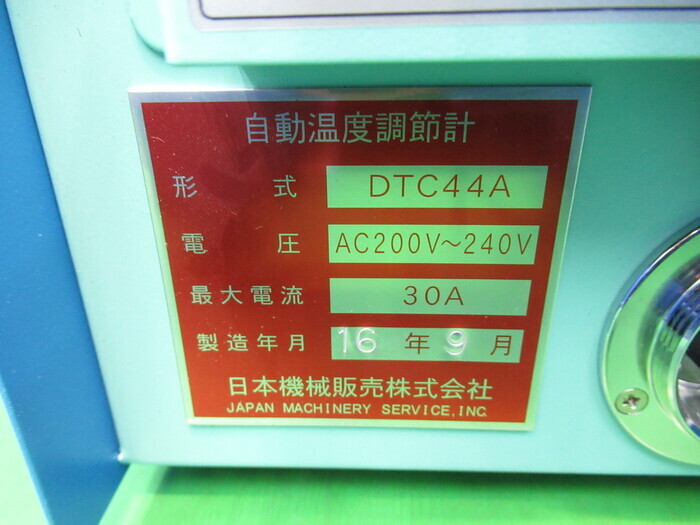 自動温度調節計
形式 DTC44A
電圧 AC200V～240V
最大電流 30A
製造年月 16年9月
日本機械販売株式会社
JAPAN MACHINERY SERVICE,INC.